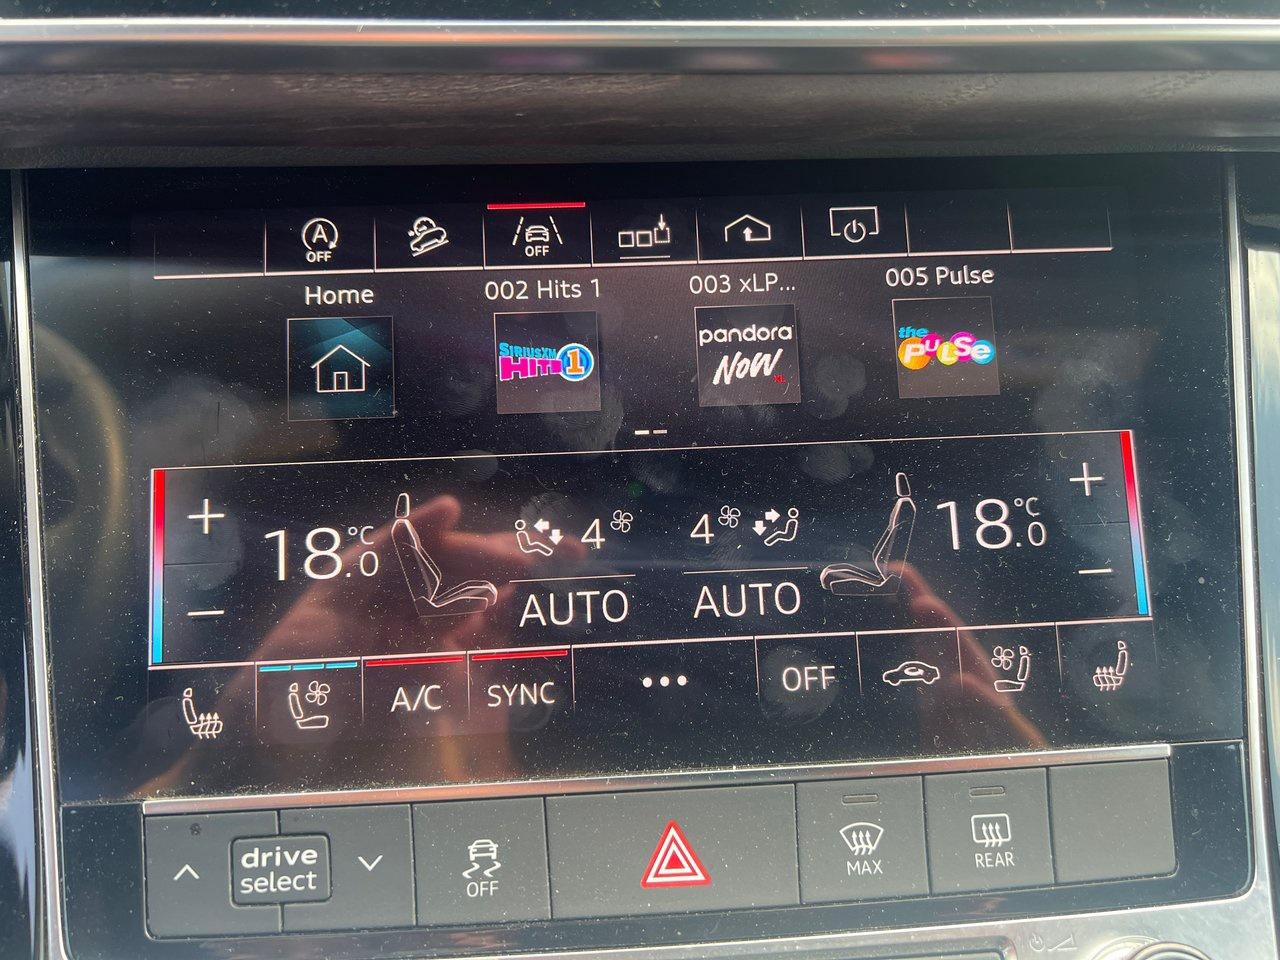 A
OFF
OFF
Home
002 Hits 1
003 xLP...
005 Pulse
SIRIUSXM
HITS 1
pandora
NOW
XL
the
PULSE
18.0 °C
4
4
18.0 °C
AUTO
AUTO
A/C
SYNC
•••
OFF
drive
select
OFF
MAX
REAR